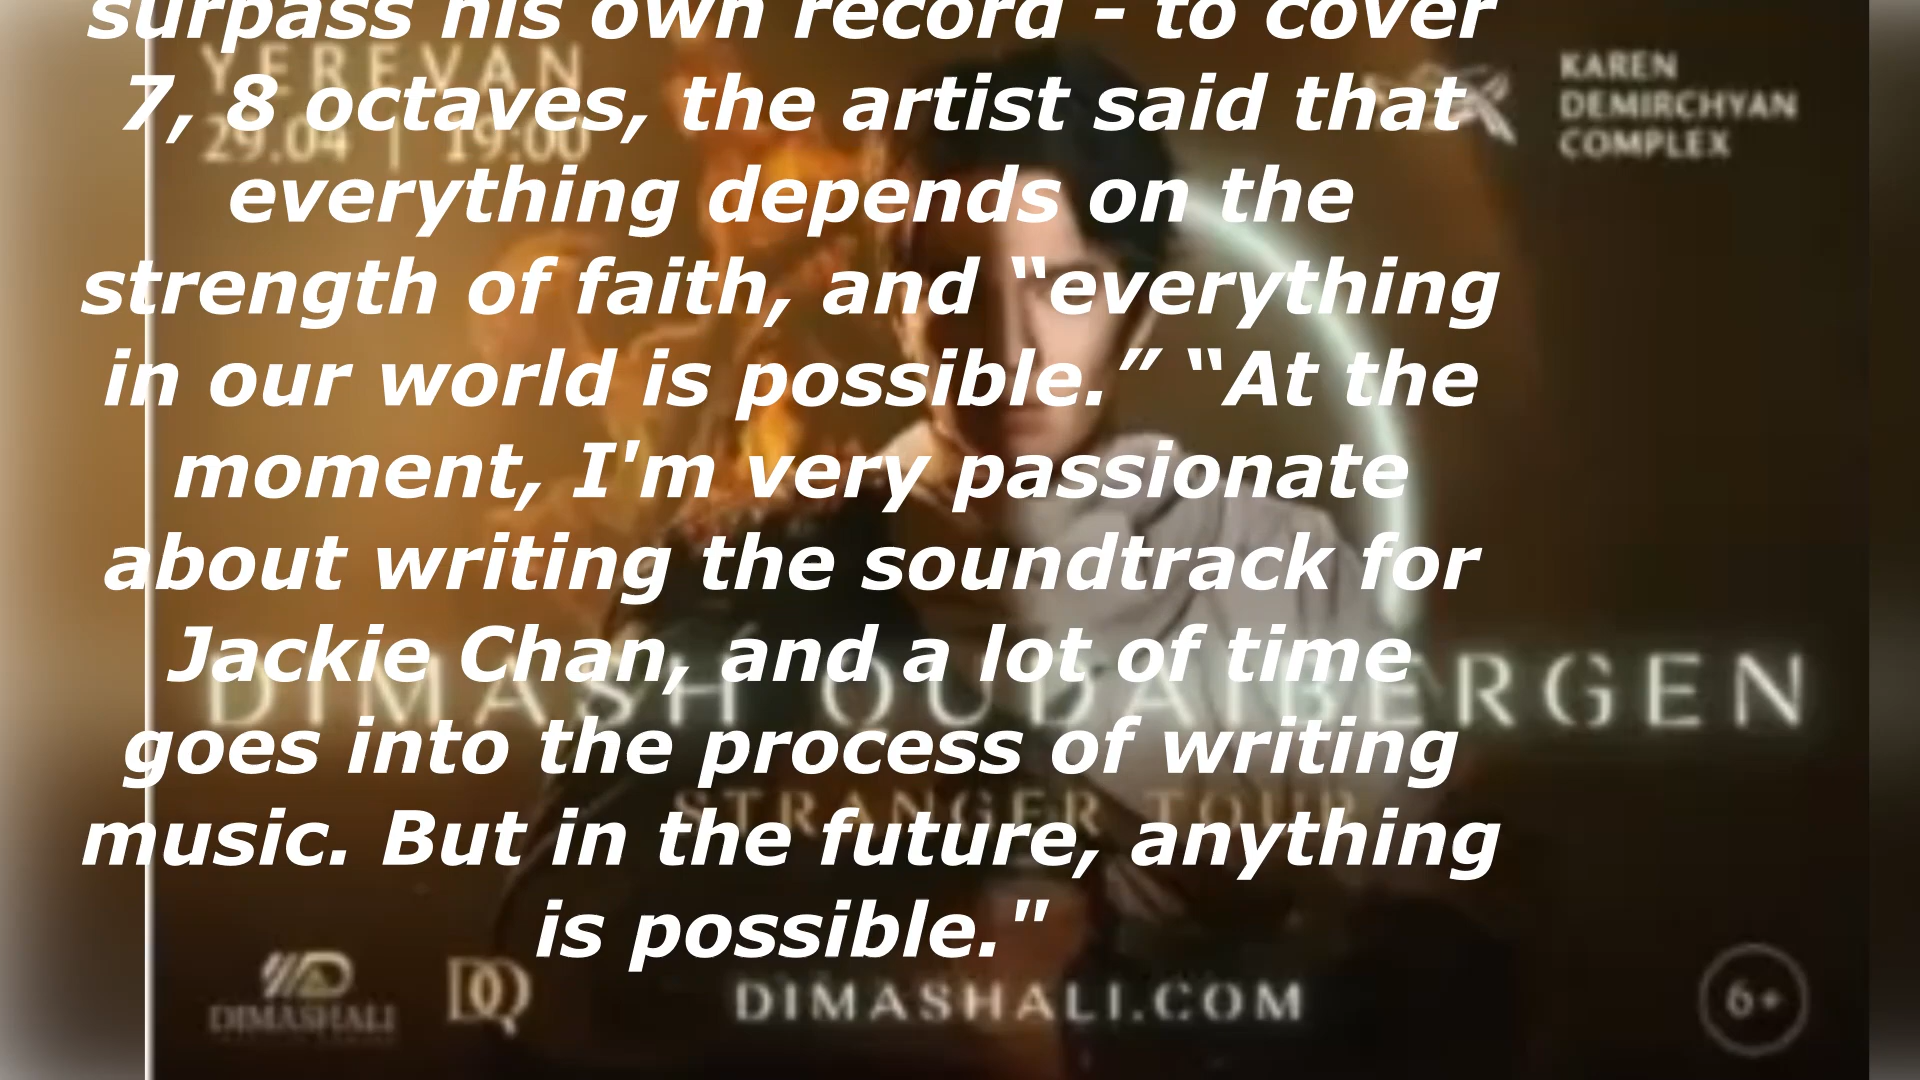 surpass his own record - to cover
7, 8 octaves, the artist said that
everything depends on the
strength of faith, and “everything
in our world is possible.” “At the
moment, I'm very passionate
about writing the soundtrack for
Jackie Chan, and a lot of time
goes into the process of writing
music. But in the future, anything
is possible."
YEREVAN
29.04 | 19:00
KAREN
DEMIRCHYAN
COMPLEX
DIMASH QUDAIBERGEN
STRANGER TOUR
DIMASHALI
DQ
DIMASHALI.COM
6+